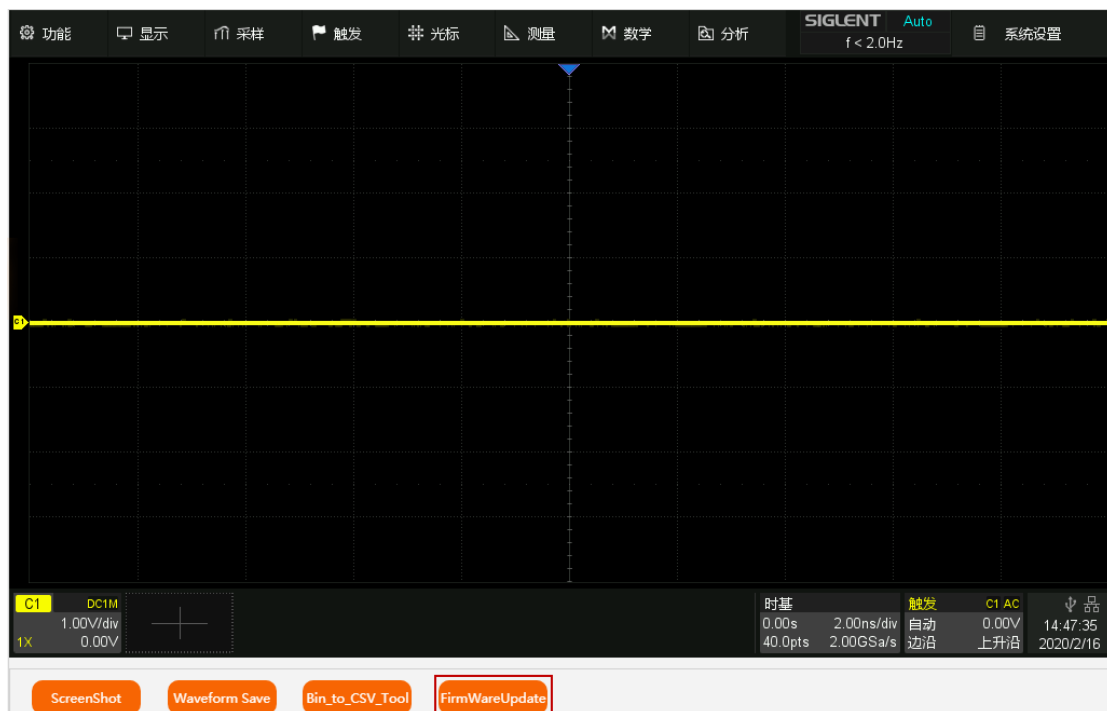 功能 显示 采样 触发 光标 测量 数学 分析 SIGLENT Auto 系统设置
f < 2.0Hz
C1
C1 DC1M
1.00V/div
1X 0.00V
时基
0.00s 2.00ns/div
40.0pts 2.00GSa/s
触发 C1 AC
自动 0.00V
边沿 上升沿
14:47:35
2020/2/16
ScreenShot Waveform Save Bin_to_CSV_Tool FirmWareUpdate